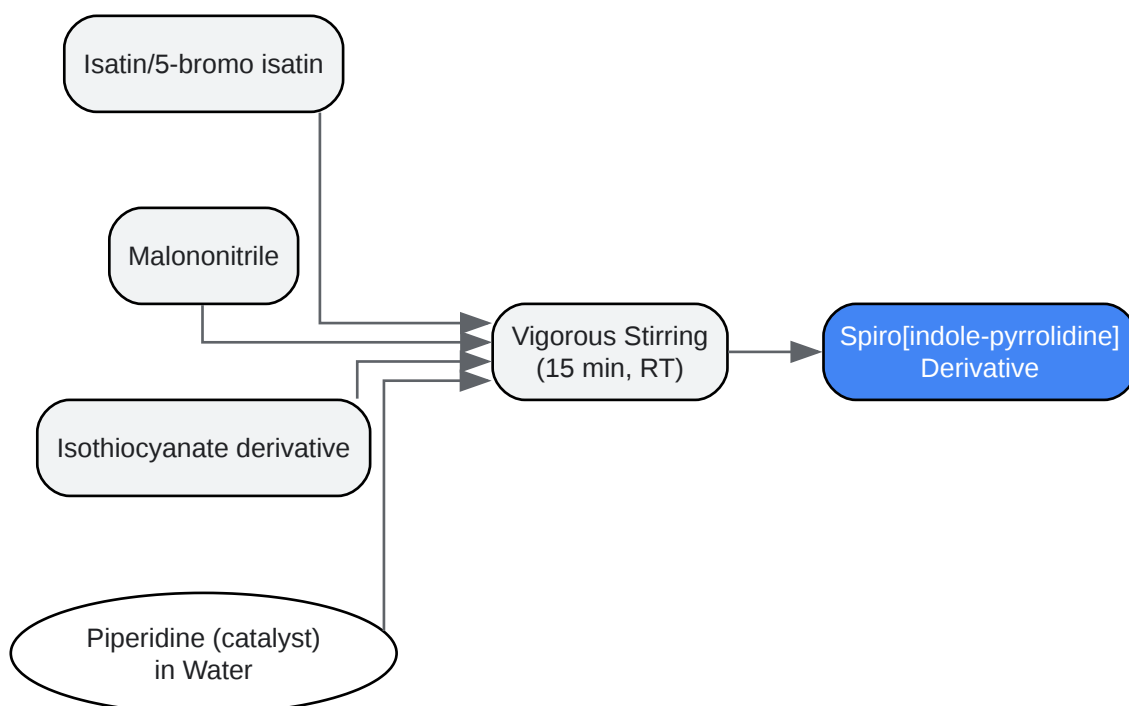 Isatin/5-bromo isatin
Malononitrile
Isothiocyanate derivative
Piperidine (catalyst)
in Water
Vigorous Stirring
(15 min, RT)
Spiro[indole-pyrrolidine]
Derivative